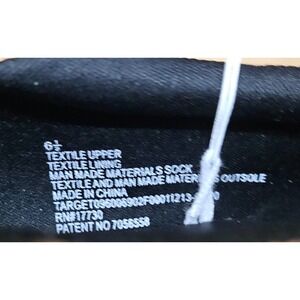 6½
TEXTILE UPPER
TEXTILE LINING
MAN MADE MATERIALS SOCK
TEXTILE AND MAN MADE OUTSOLE
MADE IN CHINA
RN#17730
PATENT NO 7056558